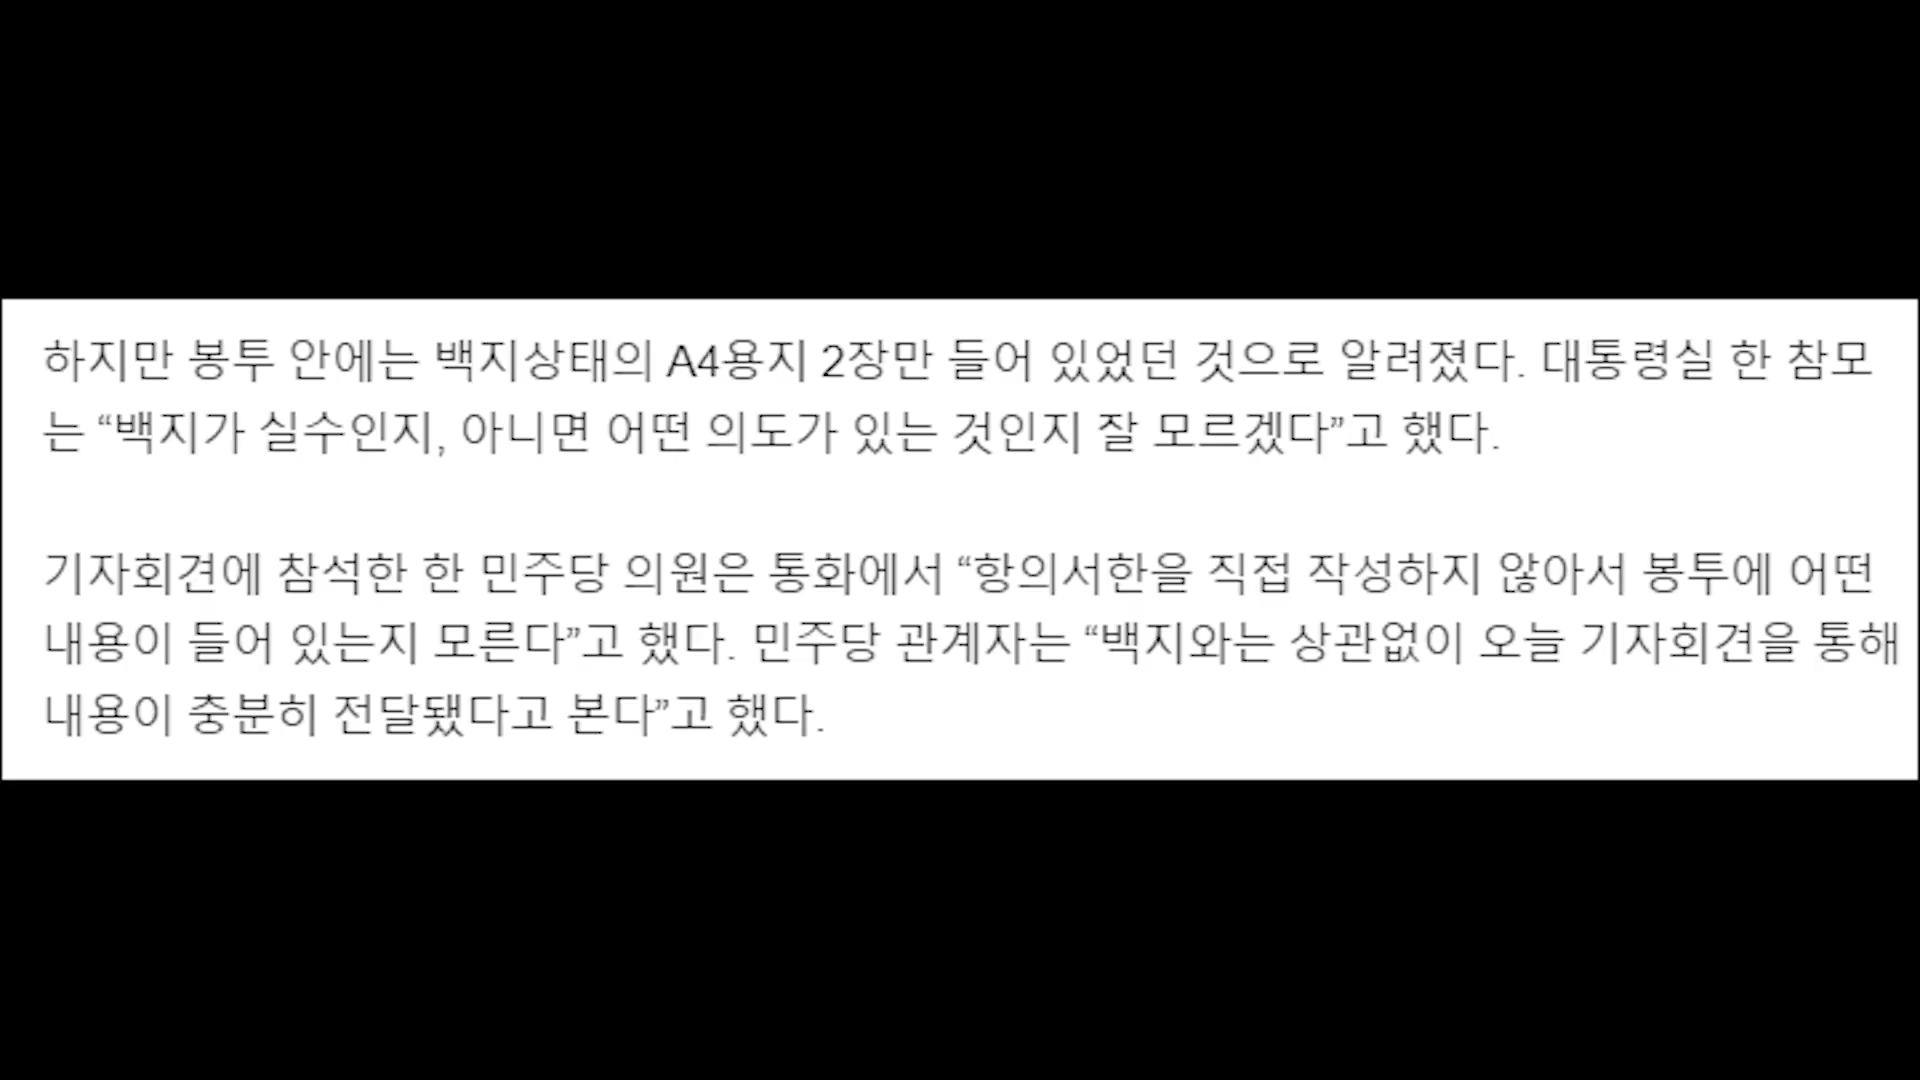 하지만 봉투 안에는 백지상태의 A4용지 2장만 들어 있었던 것으로 알려졌다. 대통령실 한 참모
는 “백지가 실수인지, 아니면 어떤 의도가 있는 것인지 잘 모르겠다”고 했다.
기자회견에 참석한 한 민주당 의원은 통화에서 “항의서한을 직접 작성하지 않아서 봉투에 어떤
내용이 들어 있는지 모른다”고 했다. 민주당 관계자는 “백지와는 상관없이 오늘 기자회견을 통해
내용이 충분히 전달됐다고 본다”고 했다.